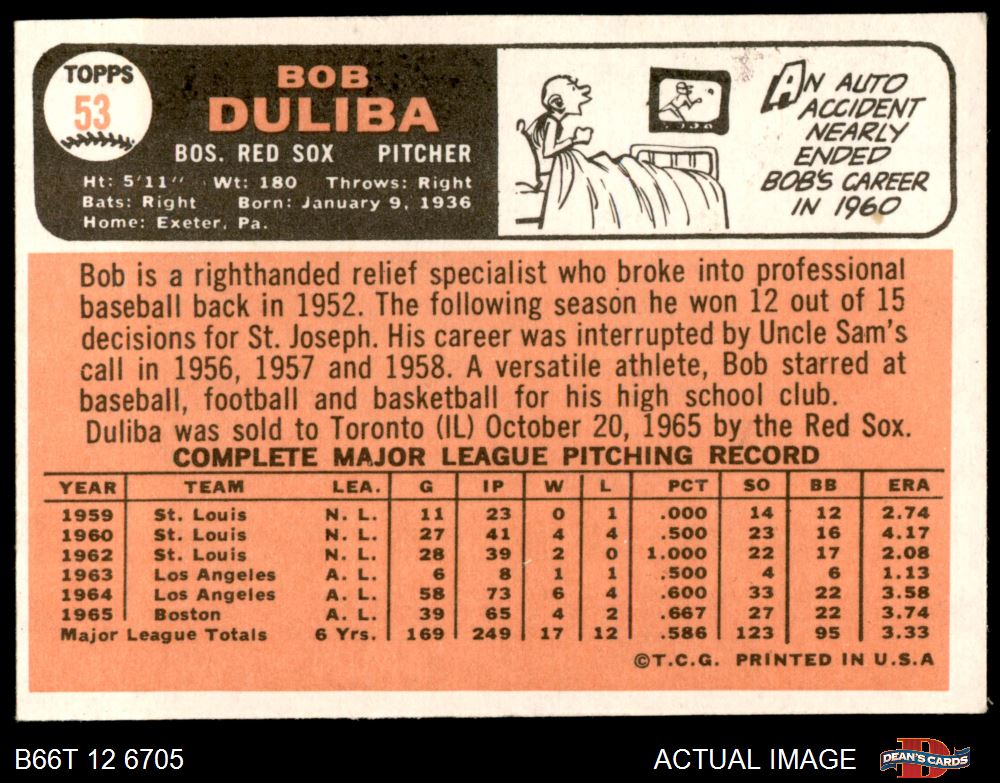 TOPPS
53
BOB
DULIBA
BOS. RED SOX PITCHER
Ht: 5'11" Wt: 180 Throws: Right
Bats: Right Born: January 9, 1936
Home: Exeter, Pa.
AN AUTO
ACCIDENT
NEARLY
ENDED
BOB'S CAREER
IN 1960
Bob is a righthanded relief specialist who broke into professional
baseball back in 1952. The following season he won 12 out of 15
decisions for St. Joseph. His career was interrupted by Uncle Sam's
call in 1956, 1957 and 1958. A versatile athlete, Bob starred at
baseball, football and basketball for his high school club.
Duliba was sold to Toronto (IL) October 20, 1965 by the Red Sox.
COMPLETE MAJOR LEAGUE PITCHING RECORD
YEAR TEAM LEA. G IP W L PCT SO BB ERA
1959 St. Louis N. L. 11 23 0 1 .000 14 12 2.74
1960 St. Louis N. L. 27 41 4 4 .500 23 16 4.17
1962 St. Louis N. L. 28 39 2 0 1.000 22 17 2.08
1963 Los Angeles A. L. 6 8 1 1 .500 4 6 1.13
1964 Los Angeles A. L. 58 73 6 4 .600 33 22 3.58
1965 Boston A. L. 39 65 4 2 .667 27 22 3.74
Major League Totals 6 Yrs. 169 249 17 12 .586 123 95 3.33
©T.C.G. PRINTED IN U.S.A
B66T 12 6705 ACTUAL IMAGE DEAN'S CARDS